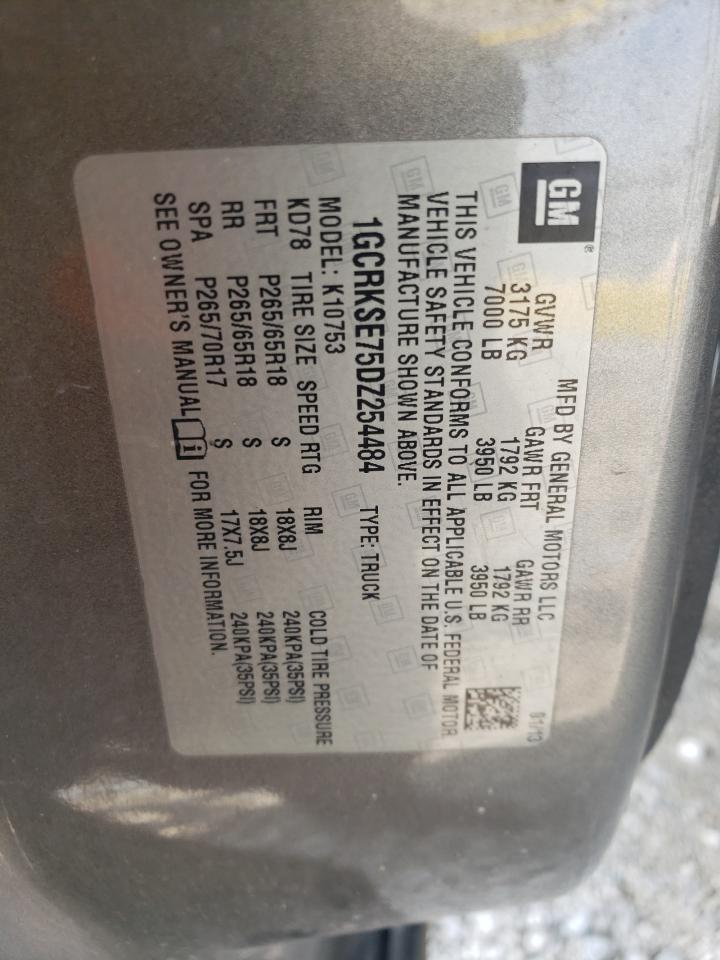 GM®
MFD BY GENERAL MOTORS LLC 01/13
GVWR GAWR FRT GAWR RR
3175 KG 1792 KG 1792 KG
7000 LB 3950 LB 3950 LB
THIS VEHICLE CONFORMS TO ALL APPLICABLE U.S. FEDERAL MOTOR
VEHICLE SAFETY STANDARDS IN EFFECT ON THE DATE OF
MANUFACTURE SHOWN ABOVE.
1GCRKSE75DZ254484 TYPE: TRUCK
MODEL: K10753
KD78 TIRE SIZE SPEED RTG RIM COLD TIRE PRESSURE
FRT P265/65R18 S 18X8J 240KPA(35PSI)
RR P265/65R18 S 18X8J 240KPA(35PSI)
SPA P265/70R17 S 17X7.5J 240KPA(35PSI)
SEE OWNER'S MANUAL i FOR MORE INFORMATION.